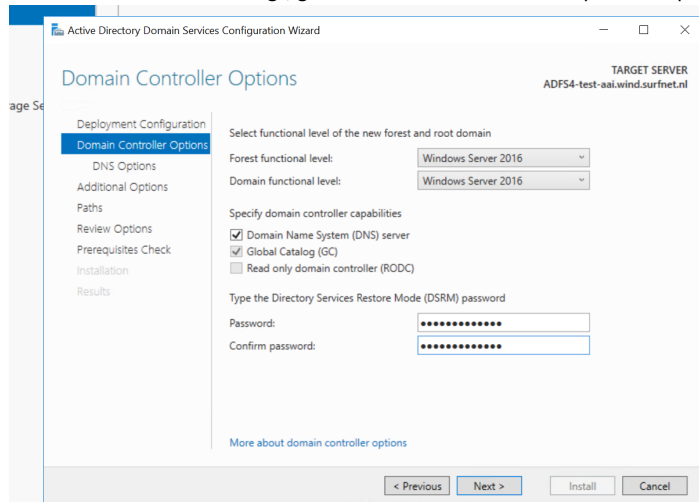 Active Directory Domain Services Configuration Wizard
Domain Controller Options
TARGET SERVER
ADFS4-test-aai.wind.surfnet.nl
age Se
Deployment Configuration
Domain Controller Options
DNS Options
Additional Options
Paths
Review Options
Prerequisites Check
Installation
Results
Select functional level of the new forest and root domain
Forest functional level: Windows Server 2016
Domain functional level: Windows Server 2016
Specify domain controller capabilities
Domain Name System (DNS) server
Global Catalog (GC)
Read only domain controller (RODC)
Type the Directory Services Restore Mode (DSRM) password
Password: •••••••••••••
Confirm password: •••••••••••••
More about domain controller options
< Previous Next > Install Cancel